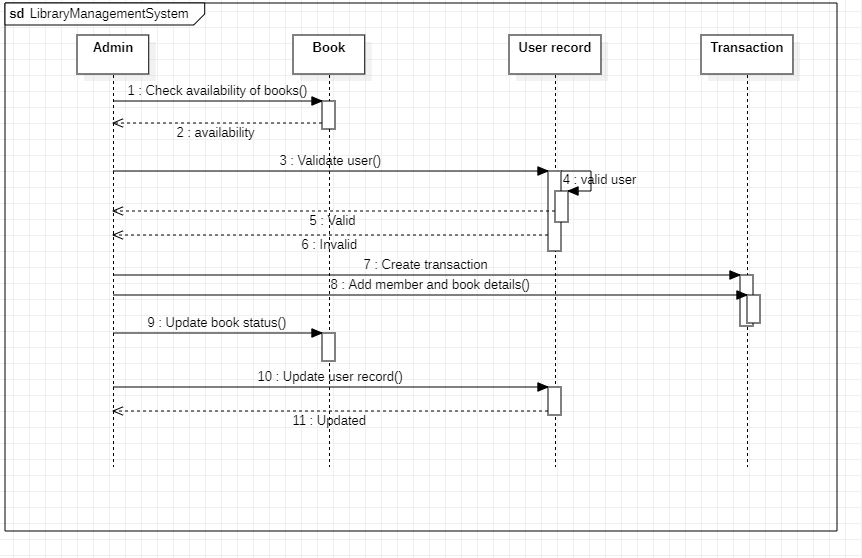 sd LibraryManagementSystem
Admin
Book
User record
Transaction
1 : Check availability of books()
2 : availability
3 : Validate user()
4 : valid user
5 : Valid
6 : Invalid
7 : Create transaction
8 : Add member and book details()
9 : Update book status()
10 : Update user record()
11 : Updated